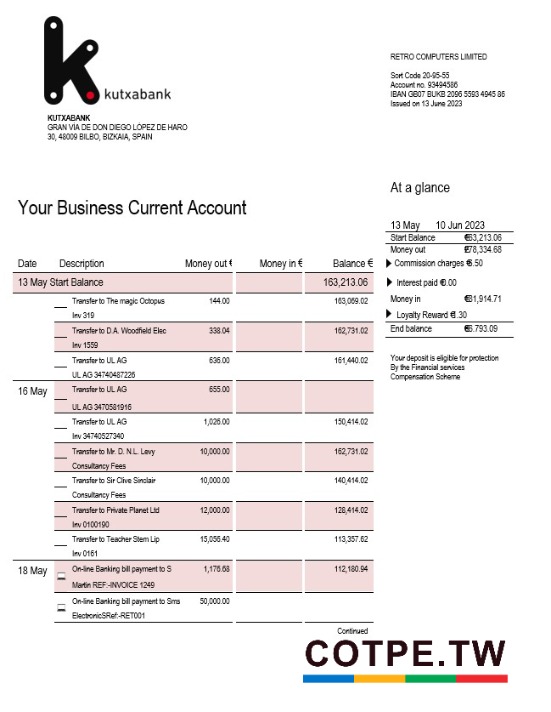 kutxabank
KUTXABANK
GRAN VÍA DE DON DIEGO LÓPEZ DE HARO
30, 48009 BILBO, BIZKAIA, SPAIN
RETRO COMPUTERS LIMITED
Sort Code 20-95-55
Account no. 93494586
IBAN GB07 BUKB 2096 5593 4945 86
Issued on 13 June 2023
At a glance
Your Business Current Account
13 May 10 Jun 2023
Start Balance €63,213.06
Money out €78,334.68
Commission charges €6.50
Interest paid €0.00
Money in €31,914.71
Loyalty Reward €1.30
End balance €6.793.09
Your deposit is eligible for protection
By the Financial services
Compensation Scheme
Date Description Money out € Money in € Balance €
13 May Start Balance 163,213.06
Transfer to The magic Octopus 144.00 163,069.02
Inv 319
Transfer to D.A. Woodfield Elec 338.04 162,731.02
Inv 1559
Transfer to UL AG 636.00 161,440.02
UL AG 34740487226
16 May Transfer to UL AG 655.00
UL AG 3470581916
Transfer to UL AG 1,026.00 150,414.02
Inv 34740527340
Transfer to Mr. D.N.L. Levy 10,000.00 162,731.02
Consultancy Fees
Transfer to Sir Clive Sinclair 10,000.00 140,414.02
Consultancy Fees
Transfer to Private Planet Ltd 12,000.00 128,414.02
Inv 0100190
Transfer to Teacher Stem Lip 15,056.40 113,357.62
Inv 0161
18 May On-line Banking bill payment to S 1,176.68 112,180.94
Martin REF:-INVOICE 1249
On-line Banking bill payment to Sms 50,000.00
ElectronicSRef:-RET001
Continued
COTPE.TW